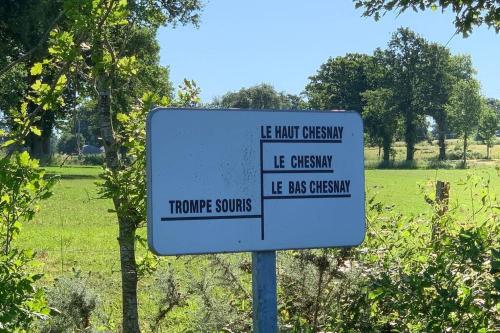 LE HAUT CHESNAY
LE CHESNAY
LE BAS CHESNAY
TROMPE SOURIS